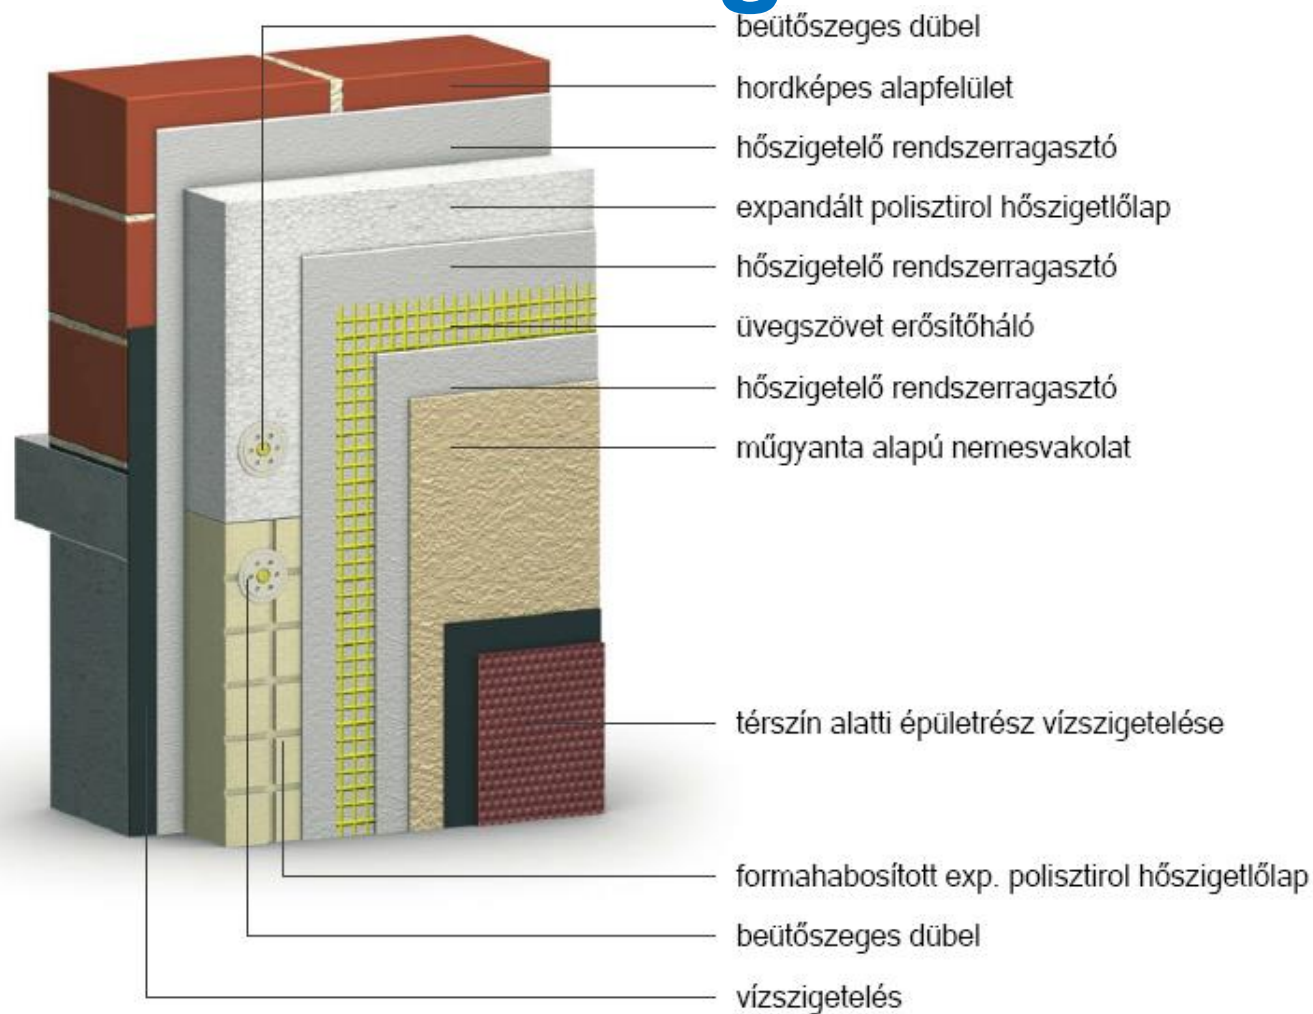 beütőszeges dübel
hordképes alapfelület
hőszigetelő rendszerragasztó
expandált polisztirol hőszigetlőlap
hőszigetelő rendszerragasztó
üvegszövet erősítőháló
hőszigetelő rendszerragasztó
műgyanta alapú nemesvakolat
térszín alatti épületrész vízszigetelése
formahabosított exp. polisztirol hőszigetlőlap
beütőszeges dübel
vízszigetelés